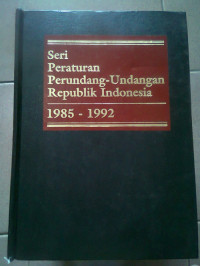 Seri
Peraturan
Perundang-Undangan
Republik Indonesia
1985 - 1992